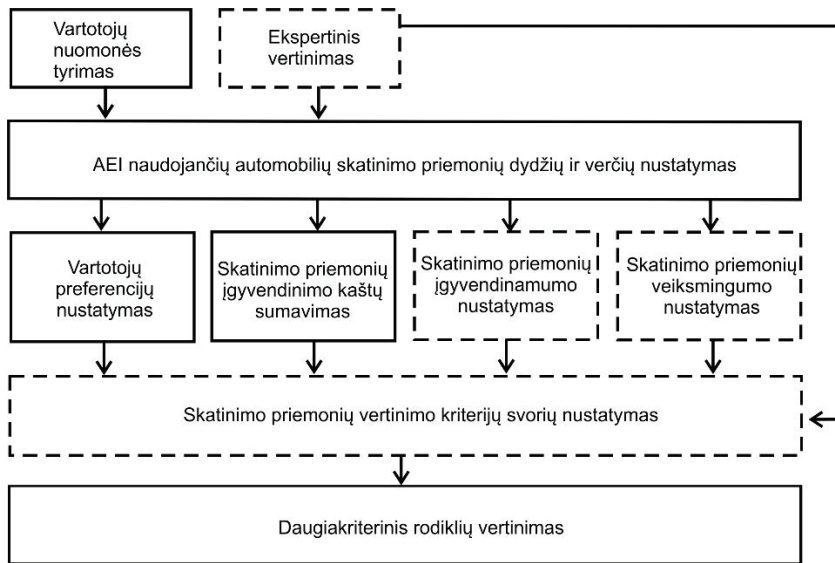 Vartotojų
nuomonės
tyrimas
Ekspertinis
vertinimas
AEI naudojančių automobilių skatinimo priemonių dydžių ir verčių nustatymas
Vartotojų
preferencijų
nustatymas
Skatinimo priemonių
įgyvendinimo kaštų
sumavimas
Skatinimo priemonių
įgyvendinamumo
nustatymas
Skatinimo priemonių
veiksmingumo
nustatymas
Skatinimo priemonių vertinimo kriterijų svorių nustatymas
Daugiakriterinis rodiklių vertinimas